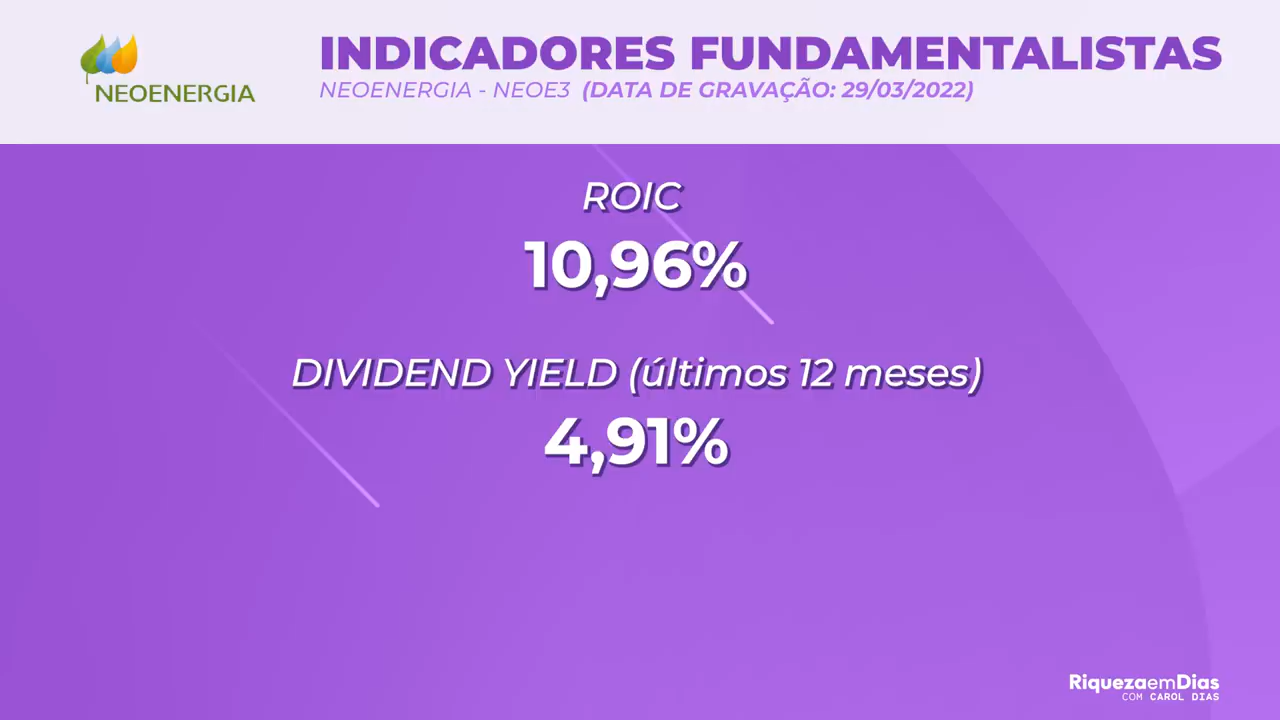 NEOENERGIA
INDICADORES FUNDAMENTALISTAS
NEOENERGIA - NEOE3 (DATA DE GRAVAÇÃO: 29/03/2022)
ROIC
10,96%
DIVIDEND YIELD (últimos 12 meses)
4,91%
RiquezaemDias
COM CAROL DIAS